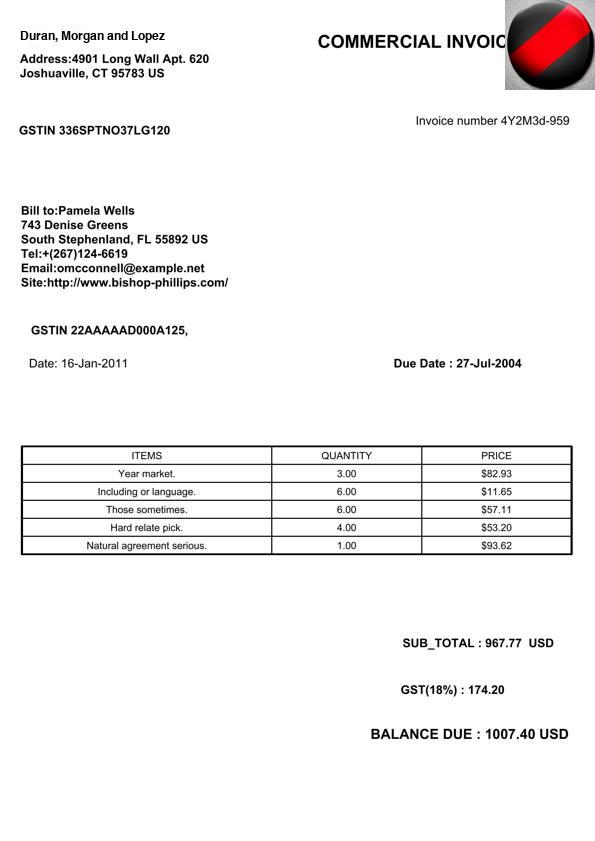 Duran, Morgan and Lopez
COMMERCIAL INVOIC
Address:4901 Long Wall Apt. 620
Joshuaville, CT 95783 US
Invoice number 4Y2M3d-959
GSTIN 336SPTNO37LG120
Bill to:Pamela Wells
743 Denise Greens
South Stephenland, FL 55892 US
Tel:+(267)124-6619
Email:omcconnell@example.net
Site:http://www.bishop-phillips.com/
GSTIN 22AAAAAD000A125,
Date: 16-Jan-2011 Due Date : 27-Jul-2004
ITEMS QUANTITY PRICE
Year market. 3.00 $82.93
Including or language. 6.00 $11.65
Those sometimes. 6.00 $57.11
Hard relate pick. 4.00 $53.20
Natural agreement serious. 1.00 $93.62
SUB_TOTAL : 967.77 USD
GST(18%) : 174.20
BALANCE DUE : 1007.40 USD